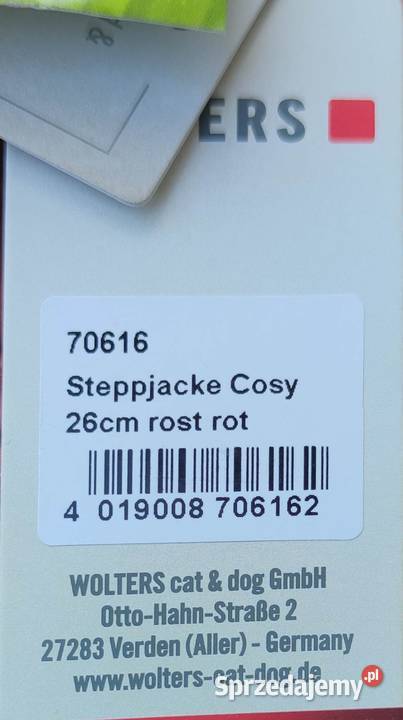 ERS
70616
Steppjacke Cosy
26cm rost rot
4 019008 706162
WOLTERS cat & dog GmbH
Otto-Hahn-Straße 2
27283 Verden (Aller) - Germany
www.wolters-cat-dog.de
Sprzedajemy.pl